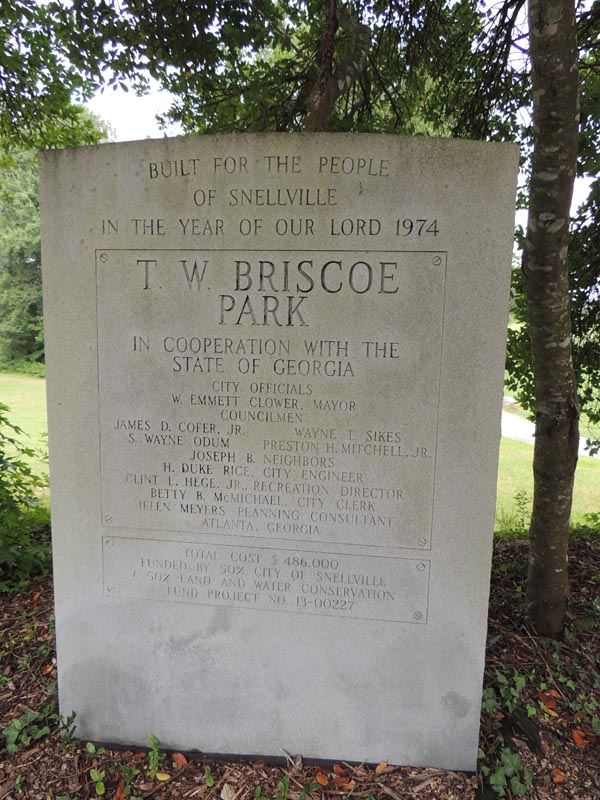 BUILT FOR THE PEOPLE
OF SNELLVILLE
IN THE YEAR OF OUR LORD 1974
T. W. BRISCOE
PARK
IN COOPERATION WITH THE
STATE OF GEORGIA
CITY OFFICIALS
W. EMMETT CLOWER, MAYOR
COUNCILMEN
JAMES D. COFER, JR. WAYNE T. SIKES
S. WAYNE ODUM PRESTON H. MITCHELL, JR.
JOSEPH B. NEIGHBORS
H. DUKE RICE, CITY ENGINEER
CLINT L. HEGE, JR., RECREATION DIRECTOR
BETTY B. McMICHAEL, CITY CLERK
MEYERS PLANNING CONSULTANT
ATLANTA, GEORGIA
TOTAL COST $ 486,000
FUNDED BY 50% CITY OF SNELLVILLE
& 50% LAND AND WATER CONSERVATION
FUND PROJECT NO 13-00227